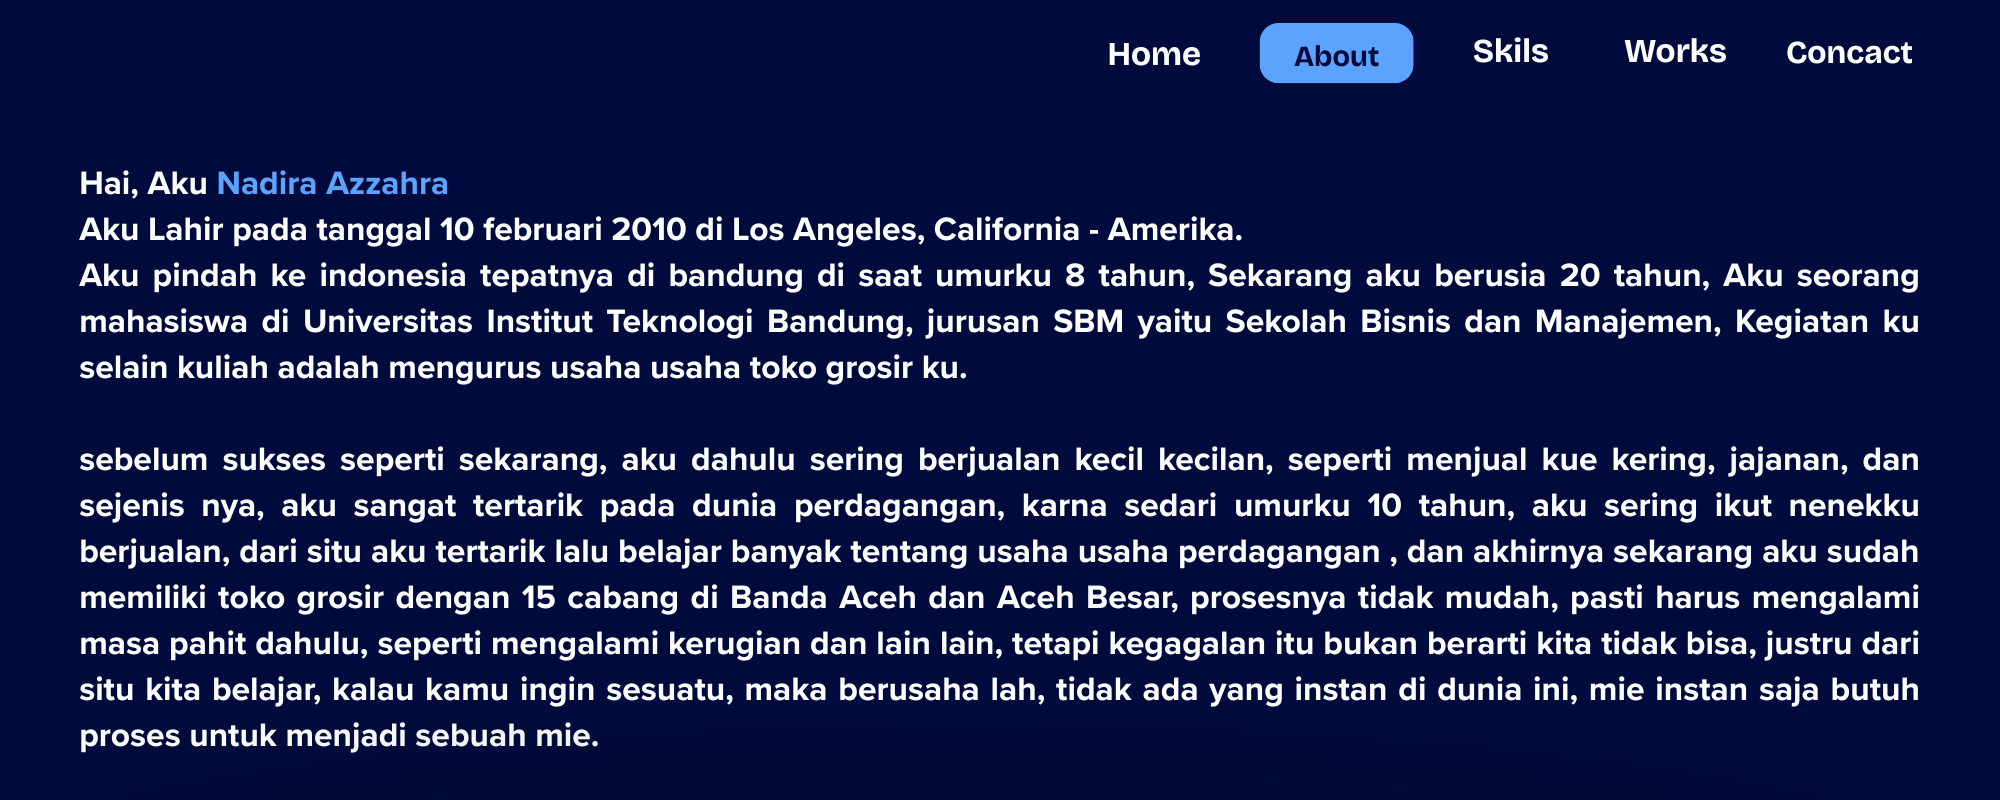 Home About Skils Works Concact
Hai, Aku Nadira Azzahra
Aku Lahir pada tanggal 10 februari 2010 di Los Angeles, California - Amerika.
Aku pindah ke indonesia tepatnya di bandung di saat umurku 8 tahun, Sekarang aku berusia 20 tahun, Aku seorang
mahasiswa di Universitas Institut Teknologi Bandung, jurusan SBM yaitu Sekolah Bisnis dan Manajemen, Kegiatan ku
selain kuliah adalah mengurus usaha usaha toko grosir ku.
sebelum sukses seperti sekarang, aku dahulu sering berjualan kecil kecilan, seperti menjual kue kering, jajanan, dan
sejenis nya, aku sangat tertarik pada dunia perdagangan, karna sedari umurku 10 tahun, aku sering ikut nenekku
berjualan, dari situ aku tertarik lalu belajar banyak tentang usaha usaha perdagangan , dan akhirnya sekarang aku sudah
memiliki toko grosir dengan 15 cabang di Banda Aceh dan Aceh Besar, prosesnya tidak mudah, pasti harus mengalami
masa pahit dahulu, seperti mengalami kerugian dan lain lain, tetapi kegagalan itu bukan berarti kita tidak bisa, justru dari
situ kita belajar, kalau kamu ingin sesuatu, maka berusaha lah, tidak ada yang instan di dunia ini, mie instan saja butuh
proses untuk menjadi sebuah mie.